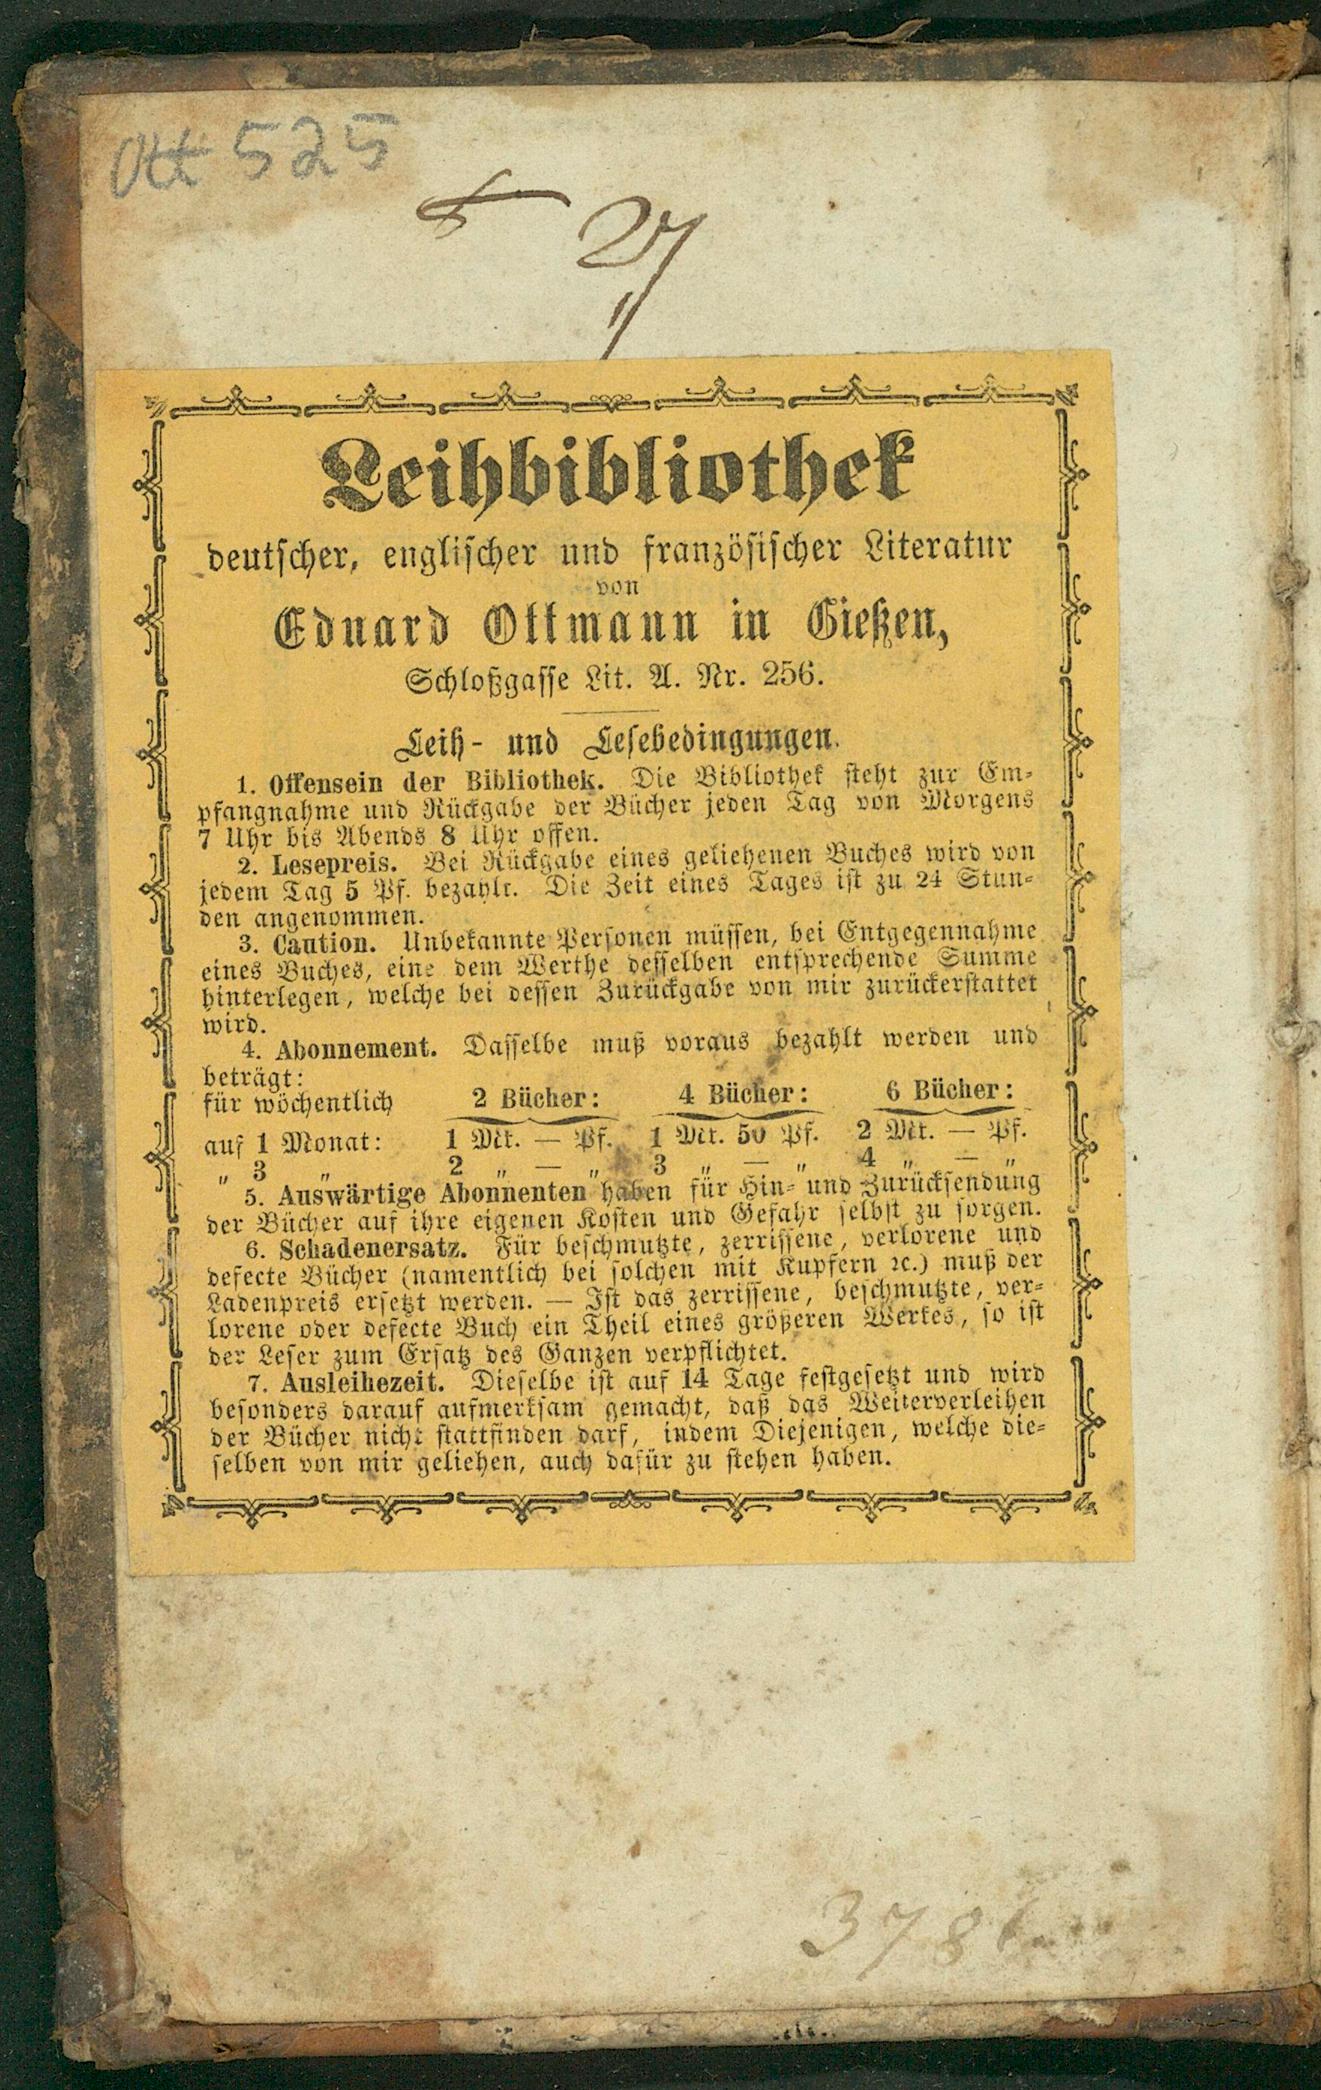 Ott 525
Leihbibliothek
deutscher, englischer und französischer Literatur
von
Eduard Ottmann in Gießen,
Schloßgasse Lit. A. Nr. 256.
Leih- und Lesebedingungen.
1. Offensein der Bibliothek. Die Bibliothek steht zur Em-
pfangnahme und Rückgabe der Bücher jeden Tag von Morgens
7 Uhr bis Abends 8 Uhr offen.
2. Lesepreis. Bei Rückgabe eines geliehenen Buches wird von
jedem Tag 5 Pf. bezahlt. Die Zeit eines Tages ist zu 24 Stun-
den angenommen.
3. Caution. Unbekannte Personen müssen, bei Entgegennahme
eines Buches, eine dem Werthe desselben entsprechende Summe
hinterlegen, welche bei dessen Zurückgabe von mir zurückerstattet
wird.
4. Abonnement. Dasselbe muß voraus bezahlt werden und
beträgt:
für wöchentlich 2 Bücher: 4 Bücher: 6 Bücher:
auf 1 Monat: 1 Mk. — Pf. 1 Mk. 50 Pf. 2 Mk. — Pf.
„ 3 „ 2 „ — „ 3 „ — „ 4 „ — „
5. Auswärtige Abonnenten haben für Hin- und Zurücksendung
der Bücher auf ihre eigenen Kosten und Gefahr selbst zu sorgen.
6. Schadenersatz. Für beschmutzte, zerrissene, verlorene und
defecte Bücher (namentlich bei solchen mit Kupfern ꝛc.) muß der
Ladenpreis ersetzt werden. — Ist das zerrissene, beschmutzte, ver-
lorene oder defecte Buch ein Theil eines größeren Werkes, so ist
der Leser zum Ersatz des Ganzen verpflichtet.
7. Ausleihezeit. Dieselbe ist auf 14 Tage festgesetzt und wird
besonders darauf aufmerksam gemacht, daß das Weiterverleihen
der Bücher nicht stattfinden darf, indem Diejenigen, welche die-
selben von mir geliehen, auch dafür zu stehen haben.